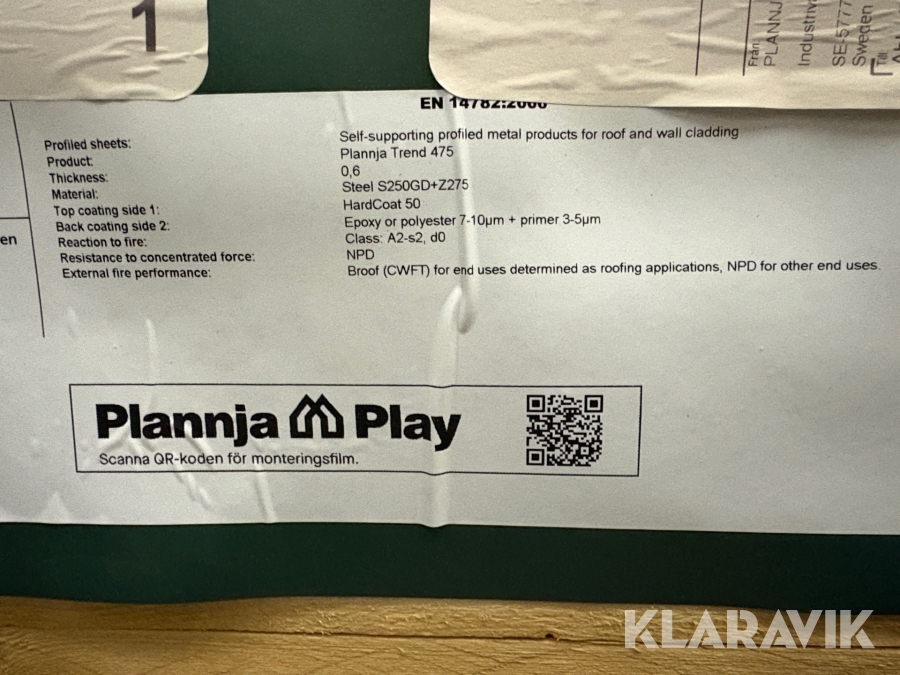 1
Från
PLANNJ
Industriva
SE-5777
Sweden
Till
EN 14782:2006
Profiled sheets: Self-supporting profiled metal products for roof and wall cladding
Product: Plannja Trend 475
Thickness: 0,6
Material: Steel S250GD+Z275
Top coating side 1: HardCoat 50
Back coating side 2: Epoxy or polyester 7-10µm + primer 3-5µm
Reaction to fire: Class: A2-s2, d0
Resistance to concentrated force: NPD
External fire performance: Broof (CWFT) for end uses determined as roofing applications, NPD for other end uses.
en
Plannja Play
Scanna QR-koden för monteringsfilm.
KLARAVIK